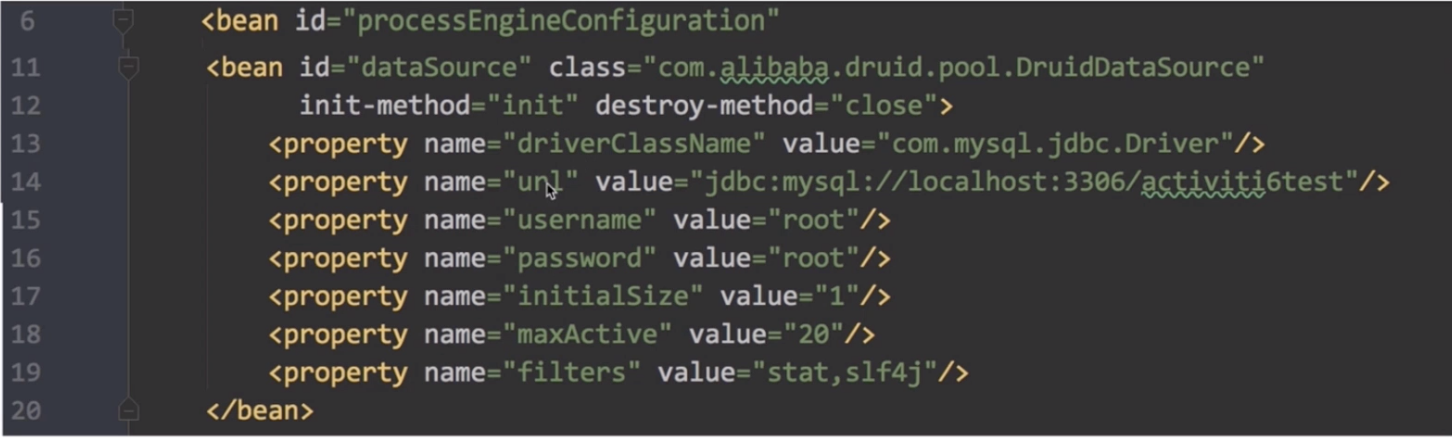 6 <bean id="processEngineConfiguration"
11 <bean id="dataSource" class="com.alibaba.druid.pool.DruidDataSource"
12 init-method="init" destroy-method="close">
13 <property name="driverClassName" value="com.mysql.jdbc.Driver"/>
14 <property name="url" value="jdbc:mysql://localhost:3306/activiti6test"/>
15 <property name="username" value="root"/>
16 <property name="password" value="root"/>
17 <property name="initialSize" value="1"/>
18 <property name="maxActive" value="20"/>
19 <property name="filters" value="stat,slf4j"/>
20 </bean>